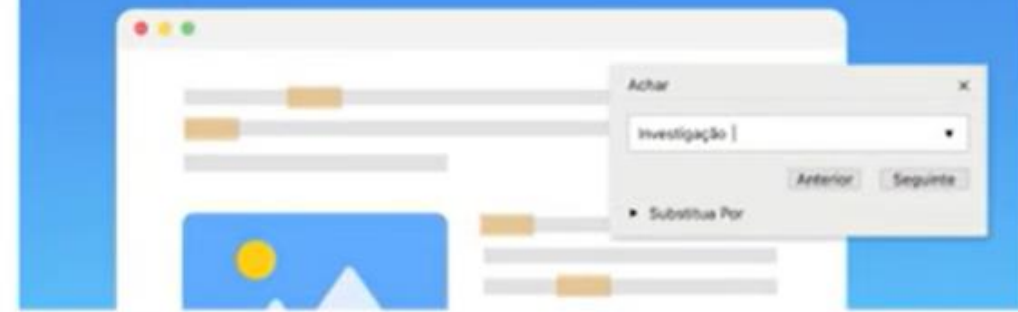 Achar ×
Investigação
Anterior Seguinte
Substitua Por